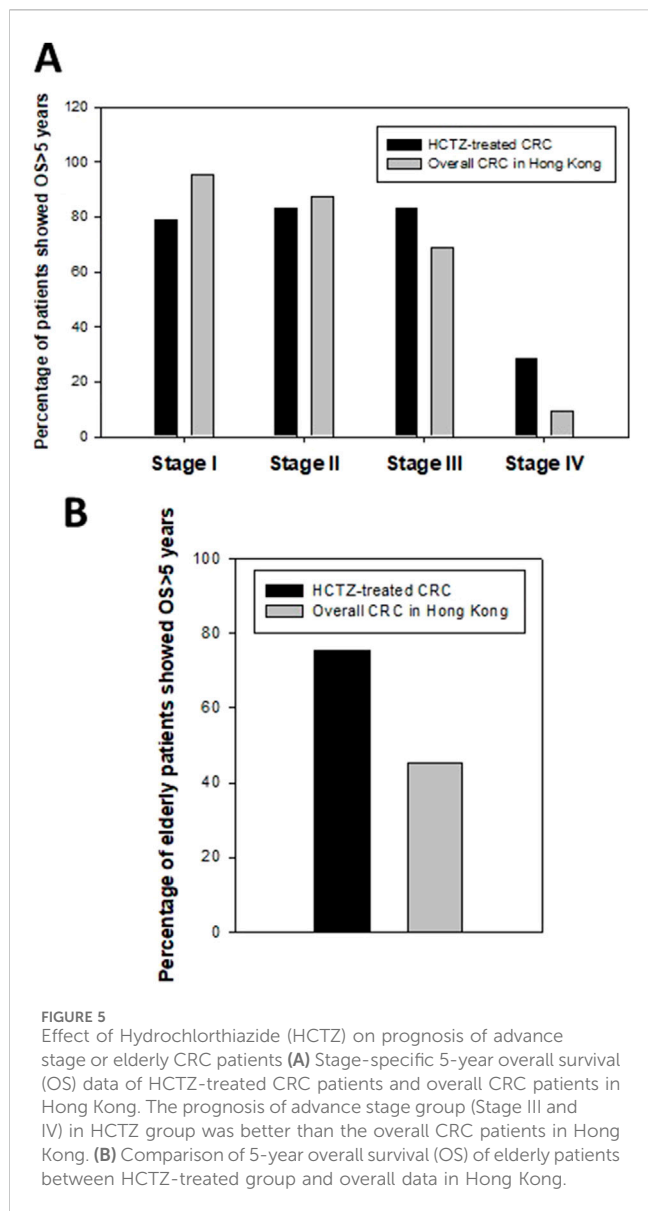 A
Percentage of patients showed OS>5 years
120
100
80
60
40
20
0
HCTZ-treated CRC
Overall CRC in Hong Kong
Stage I Stage II Stage III Stage IV
B
Percentage of elderly patients showed OS>5 years
100
80
60
40
20
0
HCTZ-treated CRC
Overall CRC in Hong Kong
FIGURE 5
Effect of Hydrochlorthiazide (HCTZ) on prognosis of advance
stage or elderly CRC patients (A) Stage-specific 5-year overall survival
(OS) data of HCTZ-treated CRC patients and overall CRC patients in
Hong Kong. The prognosis of advance stage group (Stage III and
IV) in HCTZ group was better than the overall CRC patients in Hong
Kong. (B) Comparison of 5-year overall survival (OS) of elderly patients
between HCTZ-treated group and overall data in Hong Kong.